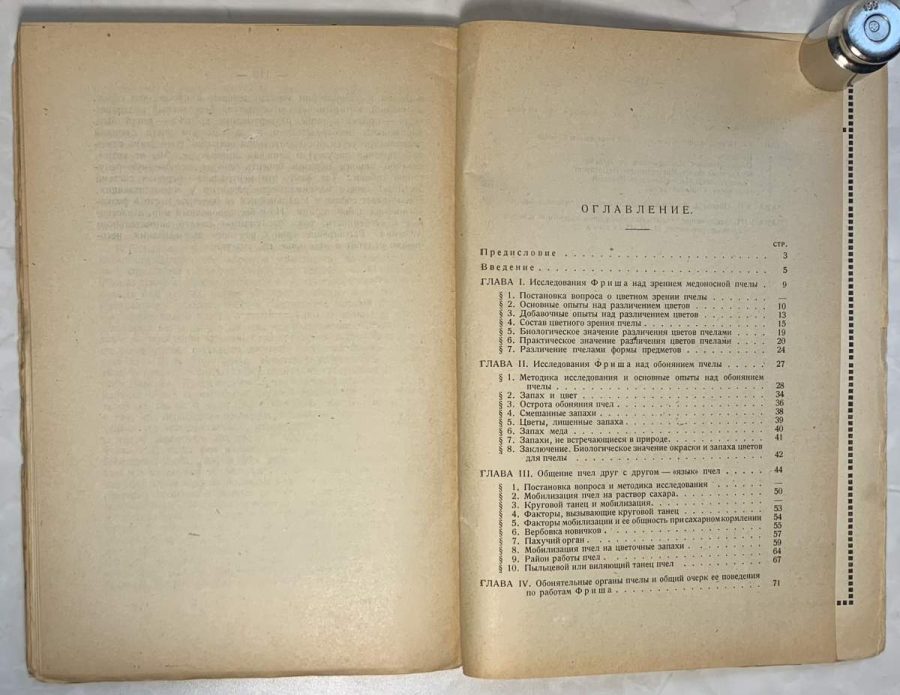 ОГЛАВЛЕНИЕ.
СТР.
Предисловие . . . . . . . . . . 3
Введение . . . . . . . . . . 5
ГЛАВА I. Исследования Фриша над зрением медоносной пчелы . 9
§ 1. Постановка вопроса о цветном зрении пчелы . . . . . —
§ 2. Основные опыты над различением цветов . . . . . 10
§ 3. Добавочные опыты над различением цветов . . . . . 13
§ 4. Состав цветного зрения пчелы . . . . . 15
§ 5. Биологическое значение различения цветов пчелами . . . . 19
§ 6. Практическое значение различения цветов пчелами . . . . 20
§ 7. Различение пчелами формы предметов . . . . . 24
ГЛАВА II. Исследования Фриша над обонянием пчелы . . . . . 27
§ 1. Методика исследования и основные опыты над обонянием
пчелы . . . . . 28
§ 2. Запах и цвет . . . . . 34
§ 3. Острота обоняния пчел . . . . . 36
§ 4. Смешанные запахи . . . . . 38
§ 5. Цветы, лишенные запаха . . . . . 39
§ 6. Запах меда . . . . . 40
§ 7. Запахи, не встречающиеся в природе . . . . . 41
§ 8. Заключение. Биологическое значение окраски и запаха цветов
для пчелы . . . . . 42
ГЛАВА III. Общение пчел друг с другом — «язык» пчел . . . . . 44
§ 1. Постановка вопроса и методика исследования . . . . . —
§ 2. Мобилизация пчел на раствор сахара . . . . . 50
§ 3. Круговой танец и мобилизация . . . . . —
§ 4. Факторы, вызывающие круговой танец . . . . . 53
§ 5. Факторы мобилизации и ее общность при сахарном кормлении 54
§ 6. Вербовка новичков . . . . . 55
§ 7. Пахучий орган . . . . . 57
§ 8. Мобилизация пчел на цветочные запахи . . . . . 59
§ 9. Район работы пчел . . . . . 64
§ 10. Пыльцевой или виляющий танец пчел . . . . . 67
ГЛАВА IV. Обонятельные органы пчелы и общий очерк ее поведения
по работам Фриша . . . . . 71